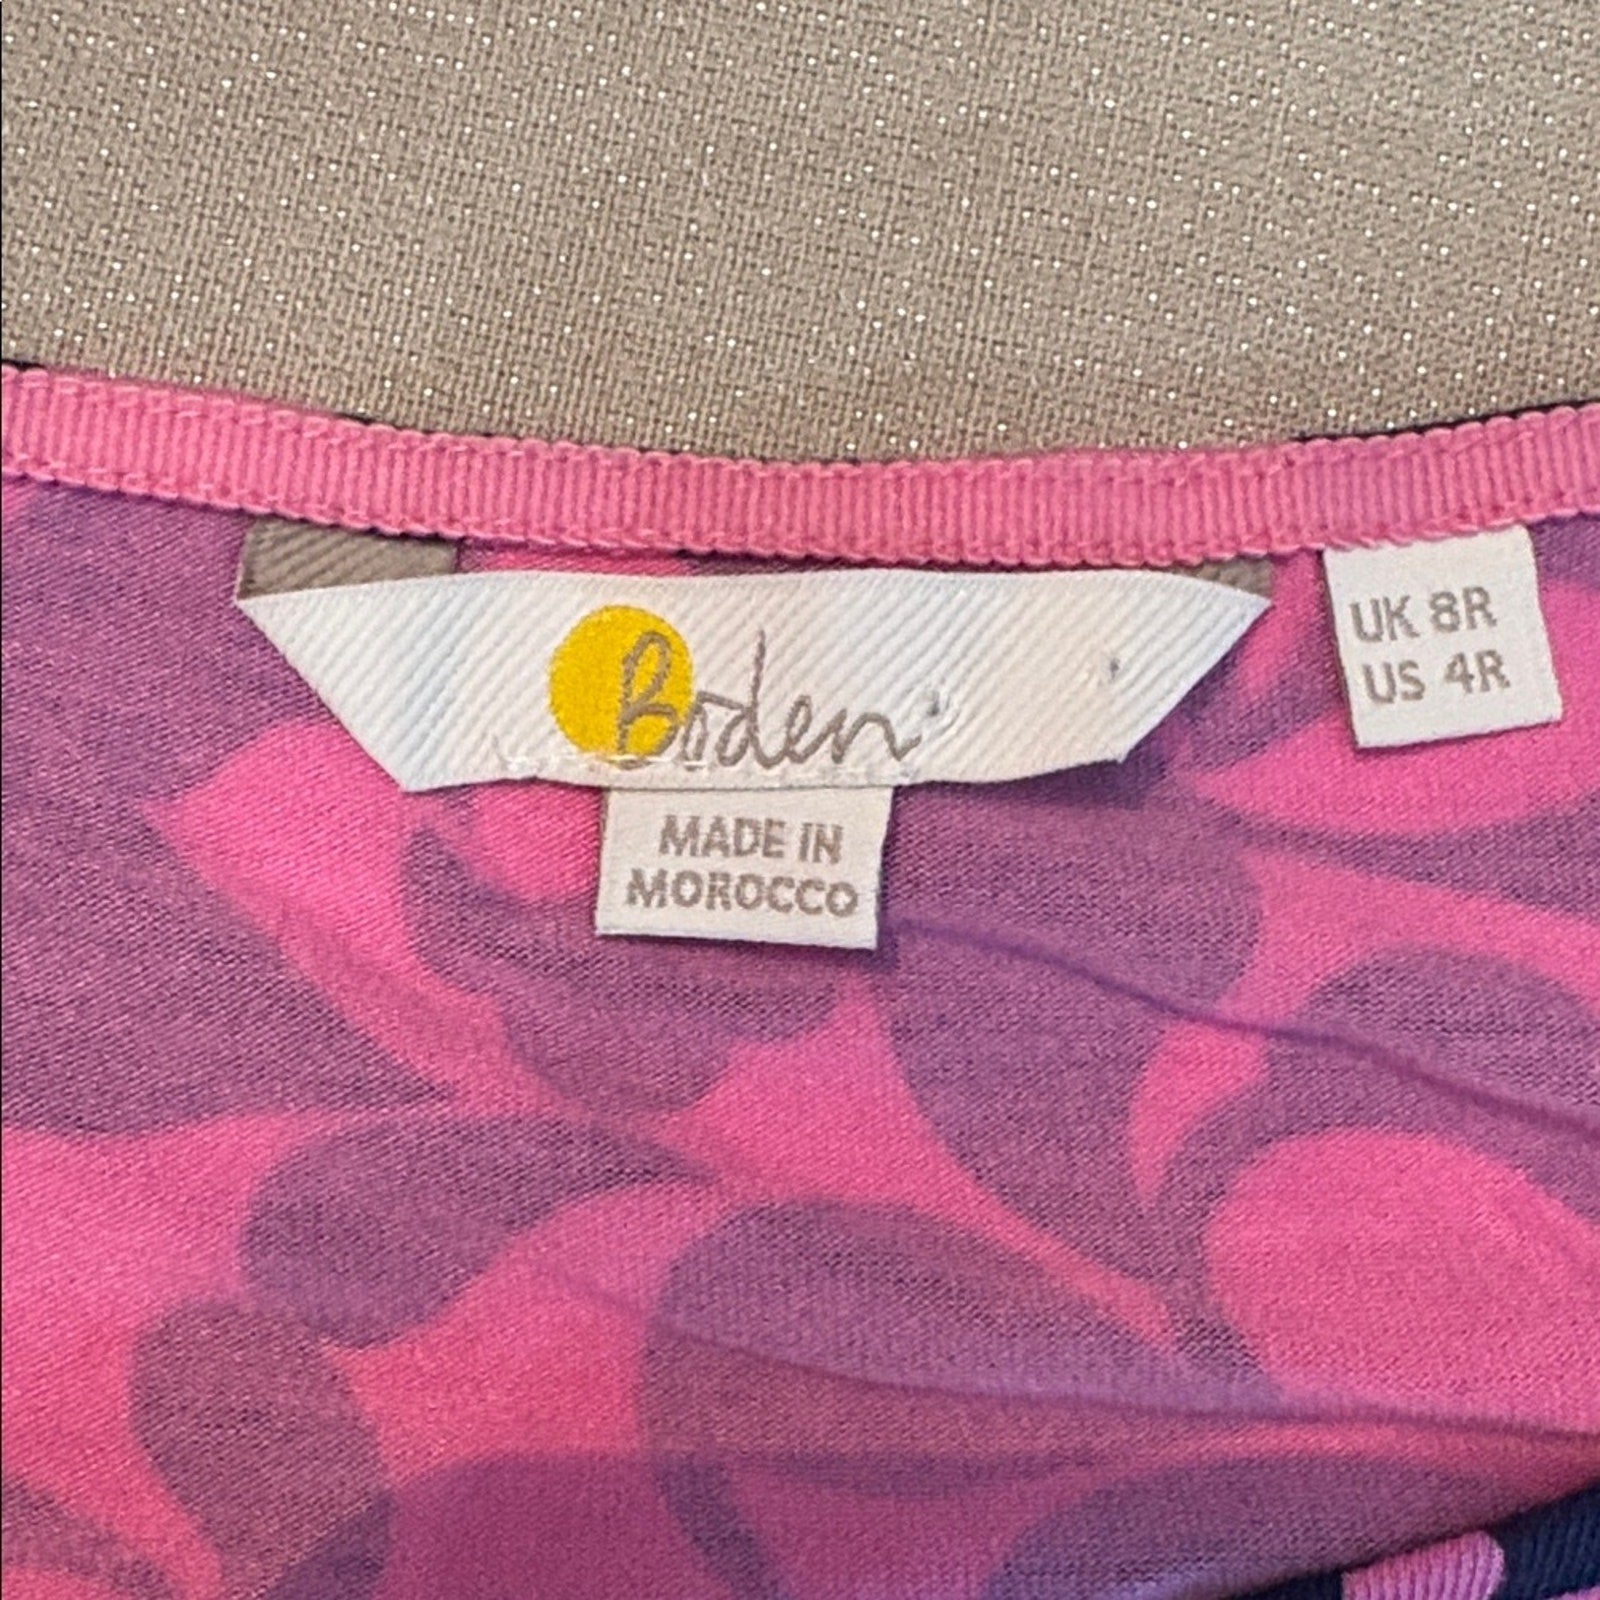 Boden
UK 8R
US 4R
MADE IN
MOROCCO